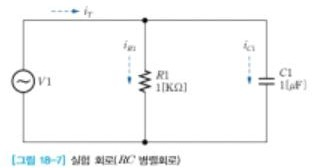 i_T
i_R1
i_C1
V1
R1
1[KΩ]
C1
1[μF]
[그림 18-7] 실험 회로(RC 병렬회로)